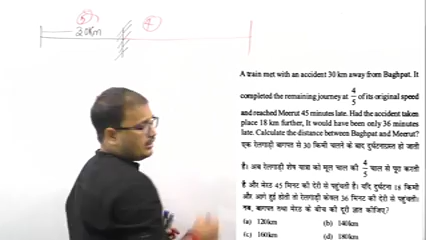 5
4
30Km
A train met with an accident 30 km away from Baghpat. It
completed the remaining journey at 4/5 of its original speed
and reached Meerut 45 minutes late. Had the accident taken
place 18 km further, It would have been only 36 minutes
late. Calculate the distance between Baghpat and Meerut?
एक रेलगाड़ी बागपत से 30 किमी चलने के बाद दुर्घटनाग्रस्त हो जाती
है। अब रेलगाड़ी शेष यात्रा को मूल चाल की 4/5 चाल से पूरा करती
है और मेरठ 45 मिनट की देरी से पहुंचती है। यदि दुर्घटना 18 किमी
और आगे हुई होती तो रेलगाड़ी केवल 36 मिनट की देरी से पहुंचती।
तब, बागपत तथा मेरठ के बीच की दूरी ज्ञात कीजिए?
(a) 120km (b) 140km
(c) 160km (d) 180km